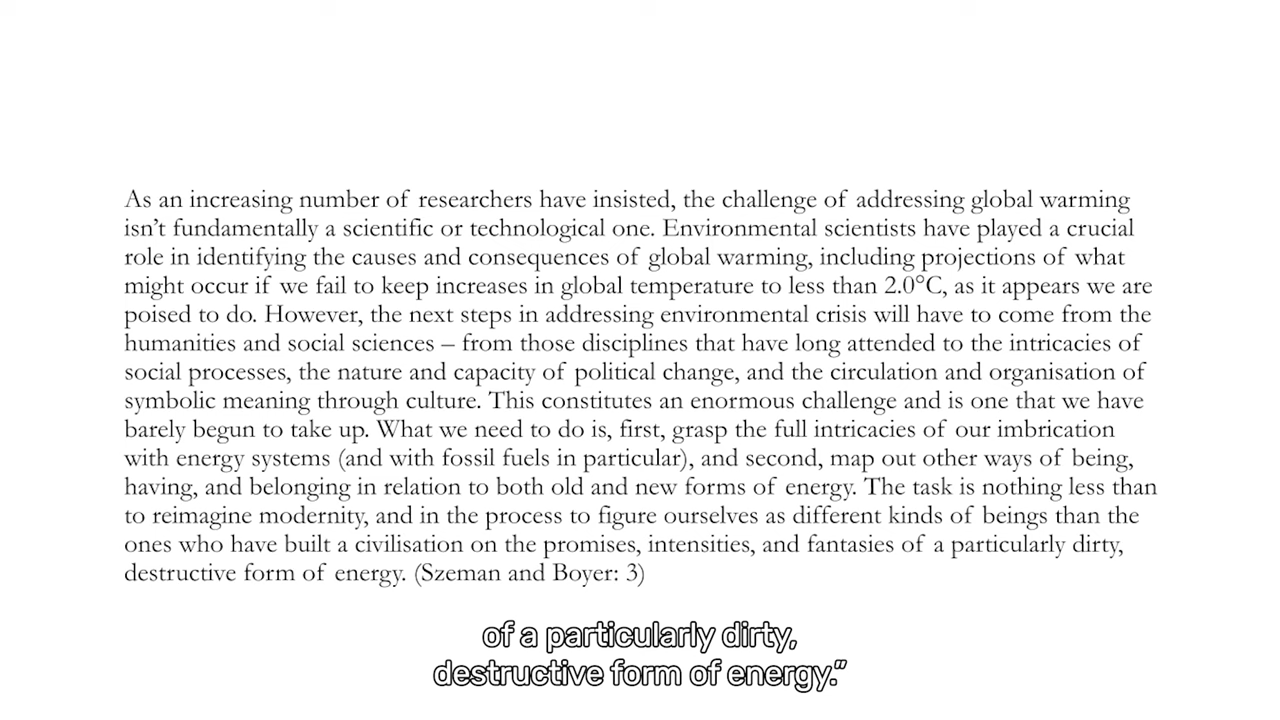 As an increasing number of researchers have insisted, the challenge of addressing global warming
isn’t fundamentally a scientific or technological one. Environmental scientists have played a crucial
role in identifying the causes and consequences of global warming, including projections of what
might occur if we fail to keep increases in global temperature to less than 2.0°C, as it appears we are
poised to do. However, the next steps in addressing environmental crisis will have to come from the
humanities and social sciences – from those disciplines that have long attended to the intricacies of
social processes, the nature and capacity of political change, and the circulation and organisation of
symbolic meaning through culture. This constitutes an enormous challenge and is one that we have
barely begun to take up. What we need to do is, first, grasp the full intricacies of our imbrication
with energy systems (and with fossil fuels in particular), and second, map out other ways of being,
having, and belonging in relation to both old and new forms of energy. The task is nothing less than
to reimagine modernity, and in the process to figure ourselves as different kinds of beings than the
ones who have built a civilisation on the promises, intensities, and fantasies of a particularly dirty,
destructive form of energy. (Szeman and Boyer: 3)
of a particularly dirty,
destructive form of energy.”